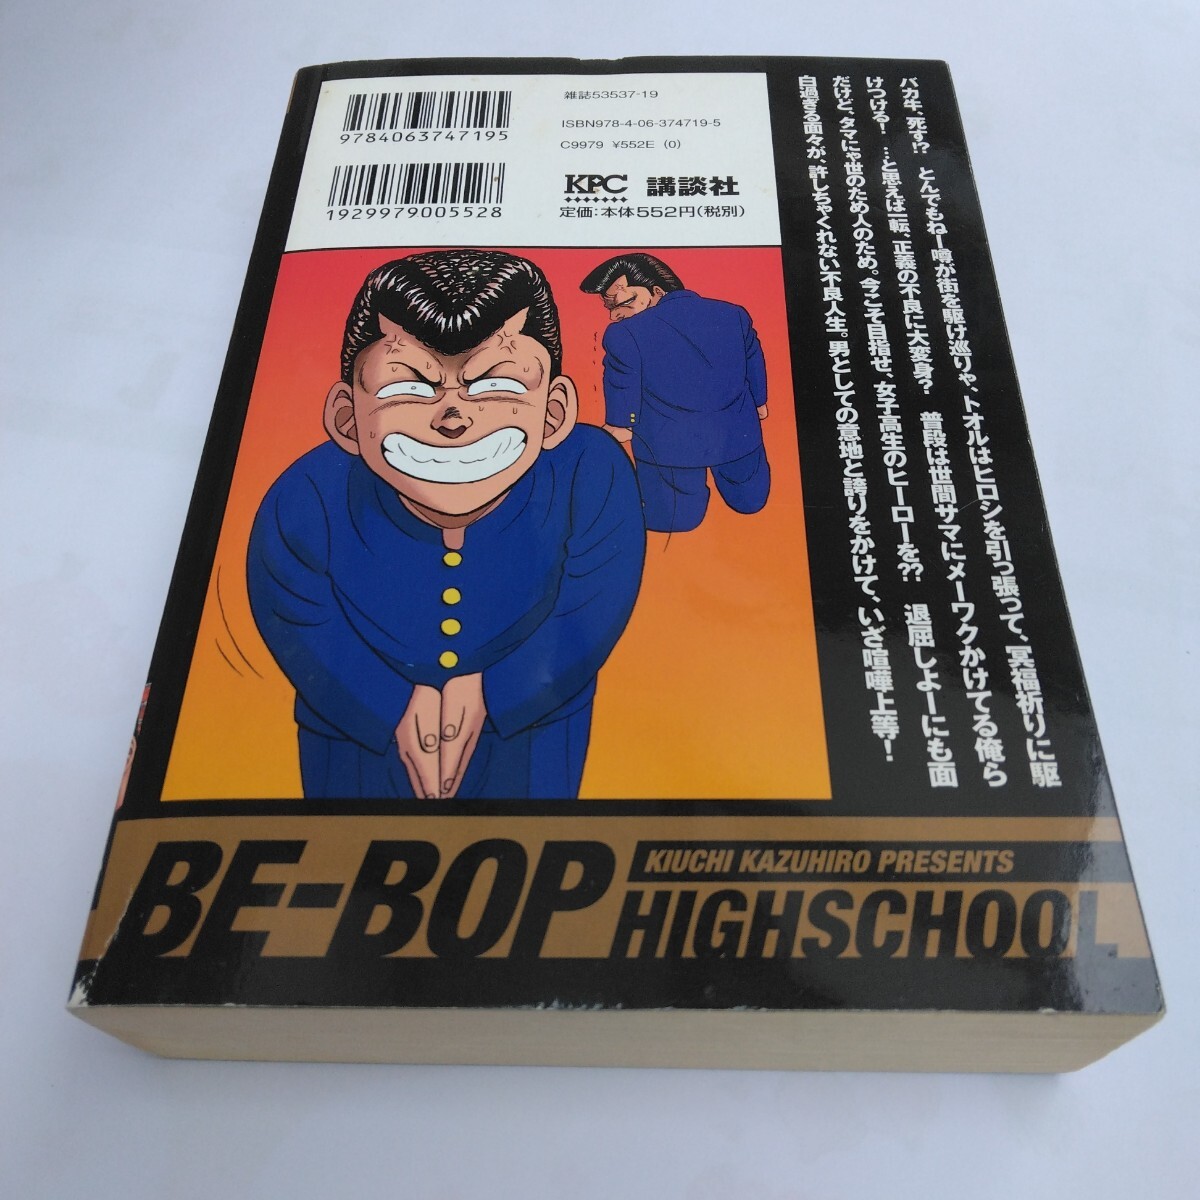 9784063747195
1929979005528
雑誌53537-19
ISBN978-4-06-374719-5
C9979 ¥552E (0)
KPC 講談社
定価:本体552円(税別)
バカ牛、死す!? とんでもねー噂が街を駆け巡りゃ、トオルはヒロシを引っ張って、冥福祈りに駆
けつける! …と思えば一転、正義の不良に大変身? 普段は世間サマにメーワクかけてる俺ら
だけど、タマにゃ世のため人のため。今こそ目指せ、女子高生のヒーローを?? 退屈しよーにも面
白過ぎる面々が、許しちゃくれない不良人生。男としての意地と誇りをかけて、いざ喧嘩上等!
BE-BOP
KIUCHI KAZUHIRO PRESENTS
HIGHSCHOOL